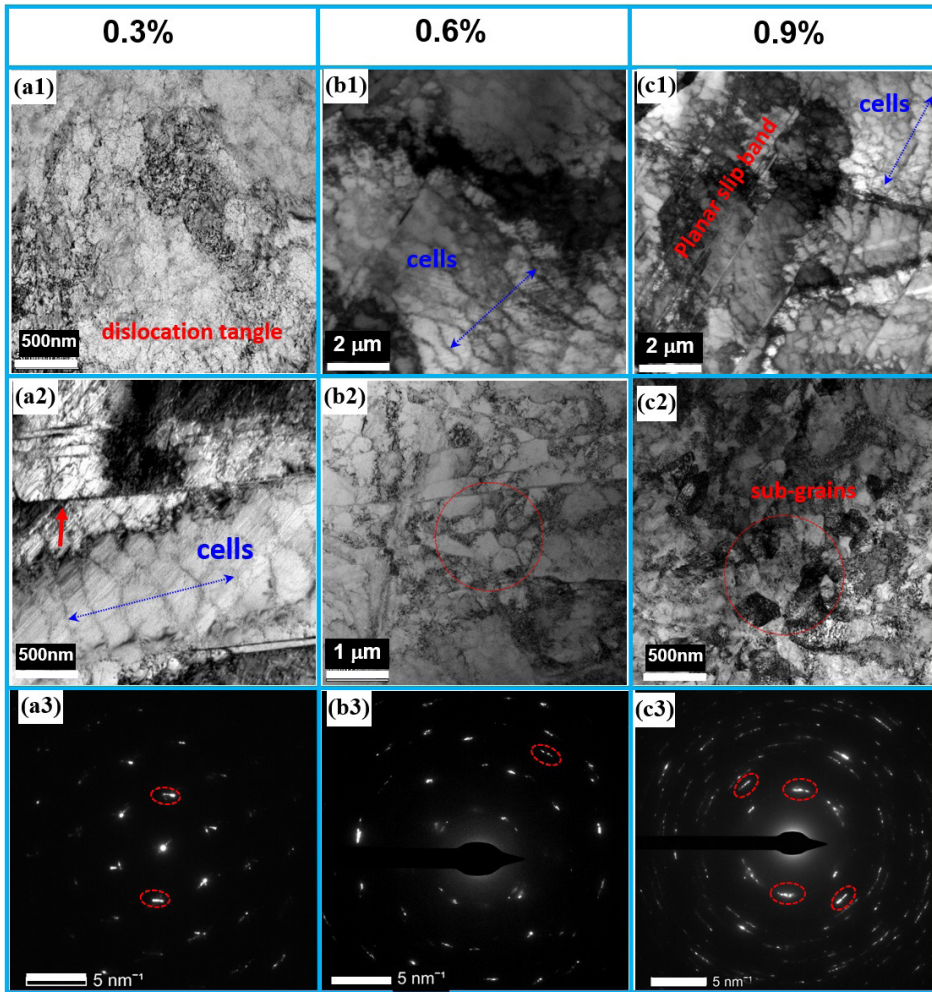 0.3%
0.6%
0.9%
(a1)
dislocation tangle
500nm
(b1)
cells
2 μm
(c1)
cells
Planar slip band
2 μm
(a2)
cells
500nm
(b2)
1 μm
(c2)
sub-grains
500nm
(a3)
5 nm⁻¹
(b3)
5 nm⁻¹
(c3)
5 nm⁻¹